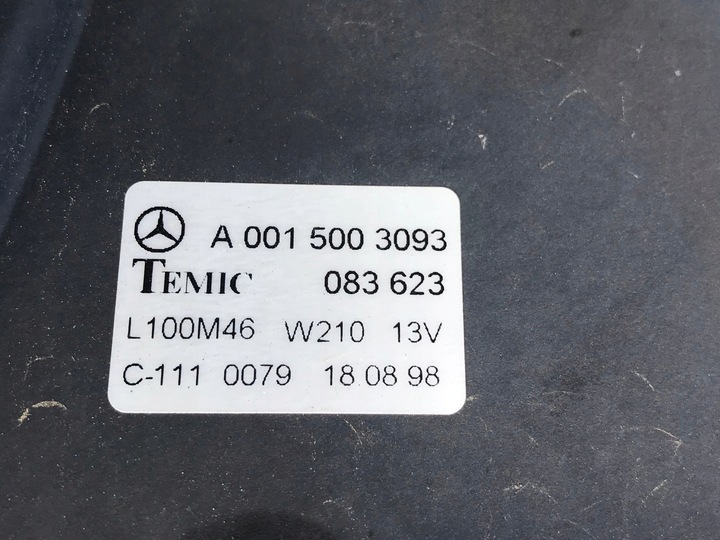 A 001 500 3093
TEMIC 083 623
L100M46 W210 13V
C-111 0079 18.08.98